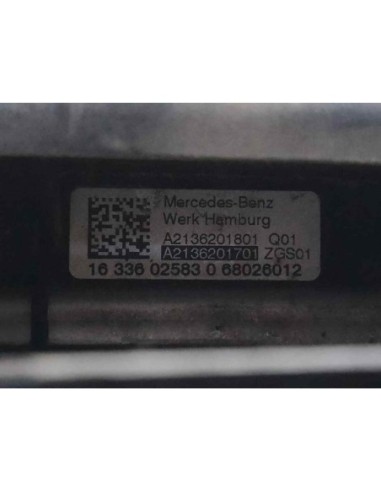 Mercedes-Benz
Werk Hamburg
A2136201801 Q01
A2136201701 ZGS01
16 336 02583 0 68026012